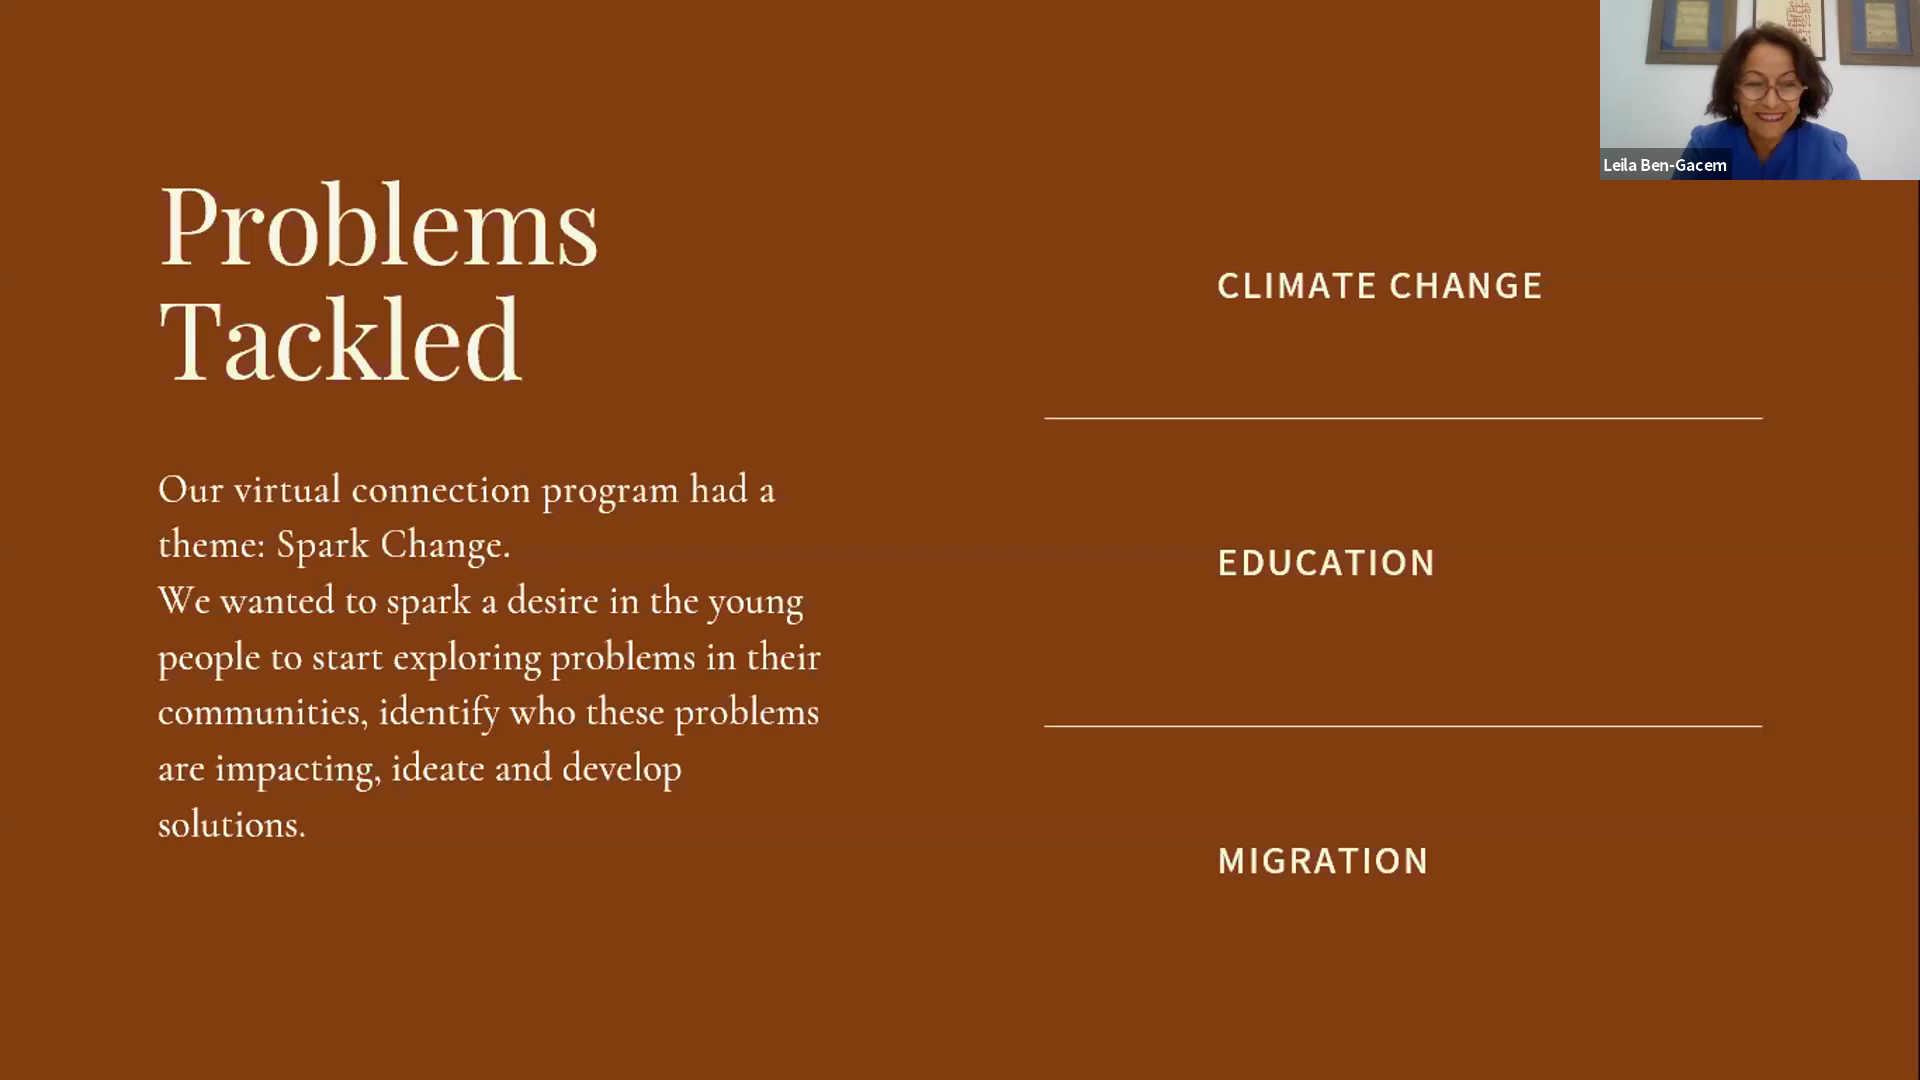 Problems
Tackled
Our virtual connection program had a
theme: Spark Change.
We wanted to spark a desire in the young
people to start exploring problems in their
communities, identify who these problems
are impacting, ideate and develop
solutions.
CLIMATE CHANGE
EDUCATION
MIGRATION
Leila Ben-Gacem